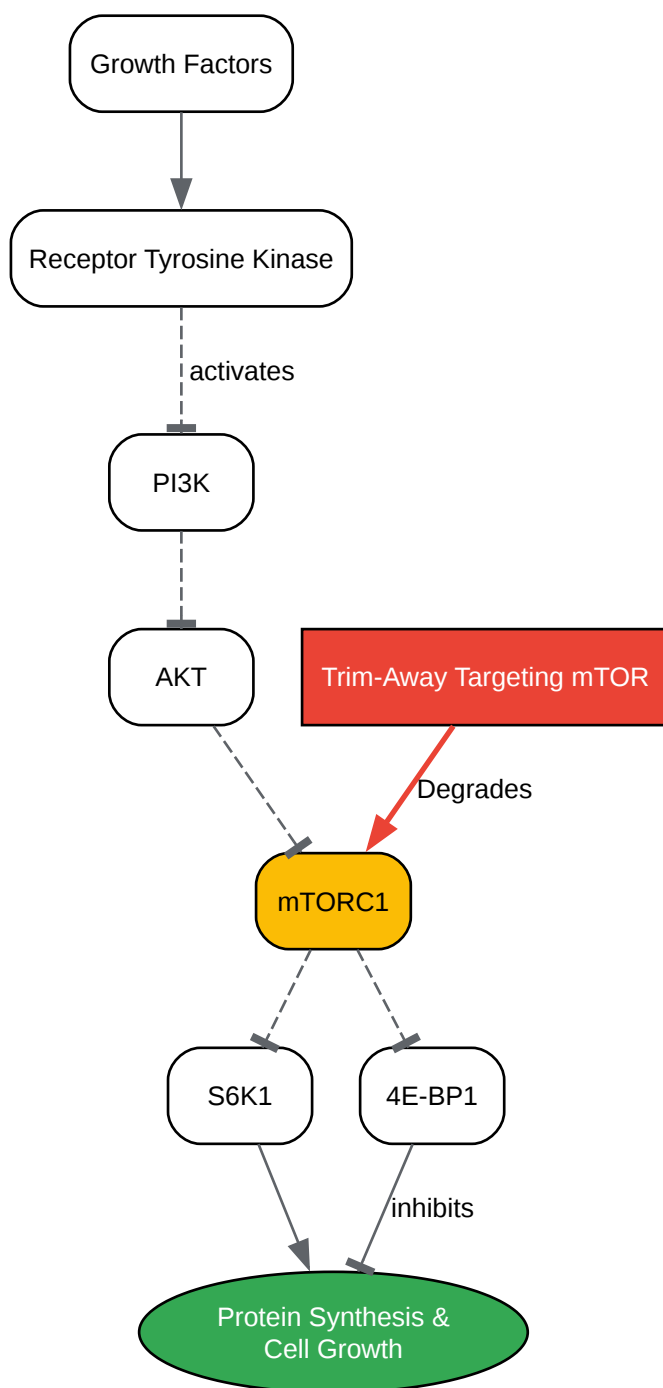 Growth Factors
Receptor Tyrosine Kinase
activates
PI3K
AKT
Trim-Away Targeting mTOR
Degrades
mTORC1
S6K1
4E-BP1
inhibits
Protein Synthesis &
Cell Growth